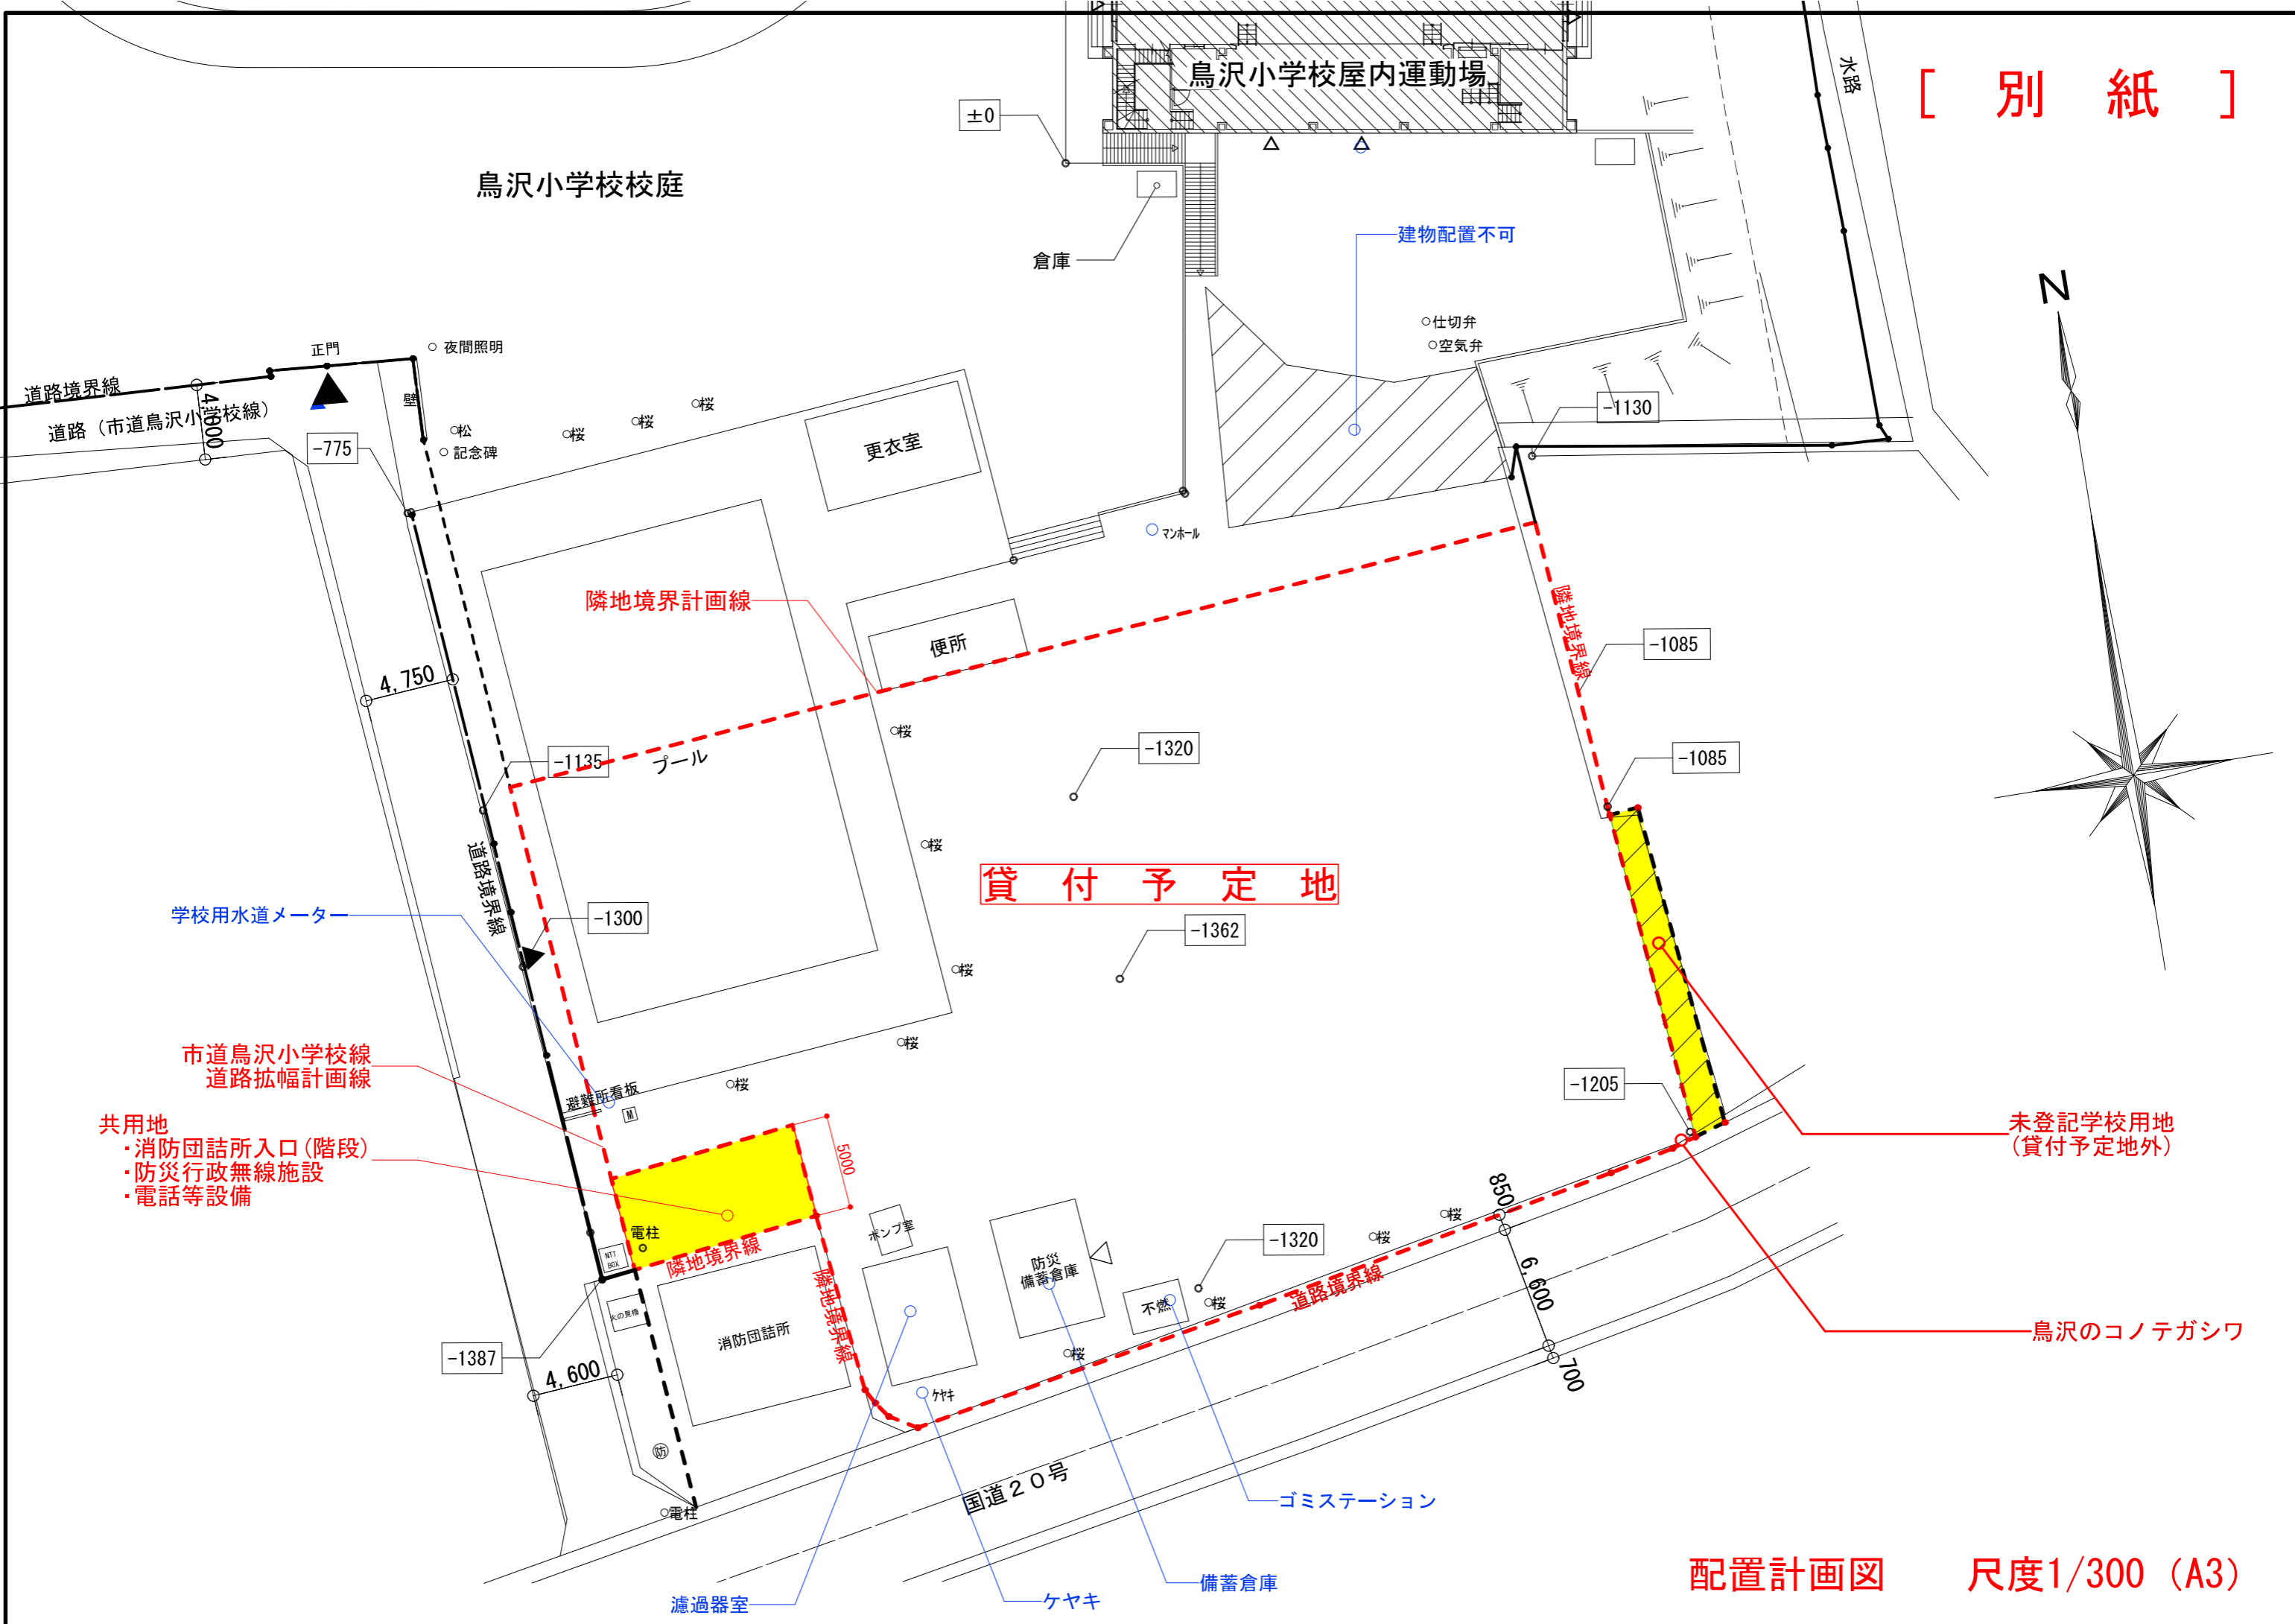 ［　別　紙　］
鳥沢小学校屋内運動場
水路
±0
鳥沢小学校校庭
倉庫
建物配置不可
N
仕切弁
空気弁
正門
夜間照明
道路境界線
道路（市道鳥沢小学校線）
4,000
壁
松
記念碑
-775
桜
桜
桜
更衣室
-1130
マンホール
隣地境界計画線
便所
隣地境界線
-1085
4,750
-1135
プール
桜
-1320
-1085
道路境界線
桜
貸 付 予 定 地
学校用水道メーター
-1300
-1362
桜
市道鳥沢小学校線
道路拡幅計画線
桜
避難所看板
M
桜
-1205
共用地
・消防団詰所入口(階段)
・防災行政無線施設
・電話等設備
5000
未登記学校用地
(貸付予定地外)
電柱
NTT
BOX
隣地境界線
ポンプ室
防災
備蓄倉庫
-1320
桜
桜
850
6,600
700
火の見櫓
消防団詰所
隣地境界線
不燃
桜
道路境界線
鳥沢のコノテガシワ
-1387
4,600
桜
ケヤキ
防
電柱
国道２０号
ゴミステーション
濾過器室
ケヤキ
備蓄倉庫
配置計画図　尺度1/300（A3）